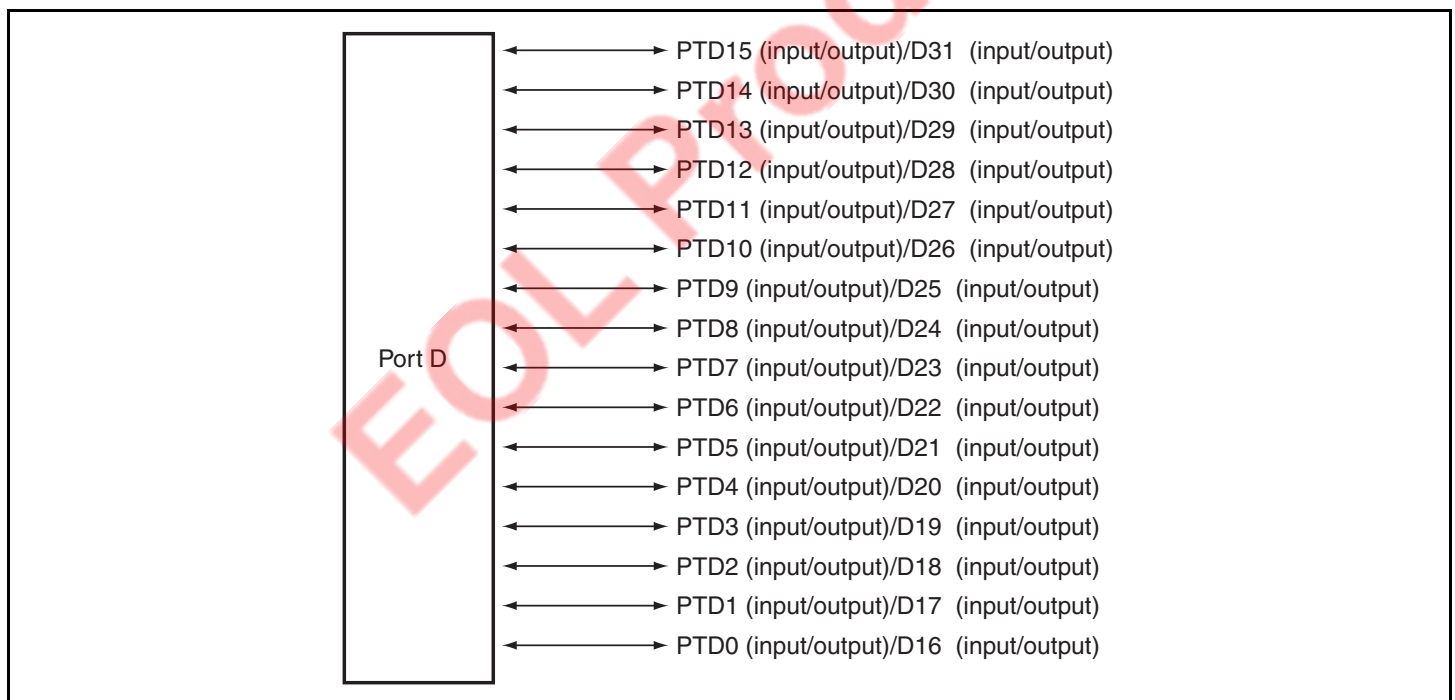 PTD15 (input/output)/D31 (input/output)
PTD14 (input/output)/D30 (input/output)
PTD13 (input/output)/D29 (input/output)
PTD12 (input/output)/D28 (input/output)
PTD11 (input/output)/D27 (input/output)
PTD10 (input/output)/D26 (input/output)
PTD9 (input/output)/D25 (input/output)
PTD8 (input/output)/D24 (input/output)
Port D
PTD7 (input/output)/D23 (input/output)
PTD6 (input/output)/D22 (input/output)
PTD5 (input/output)/D21 (input/output)
PTD4 (input/output)/D20 (input/output)
PTD3 (input/output)/D19 (input/output)
PTD2 (input/output)/D18 (input/output)
PTD1 (input/output)/D17 (input/output)
PTD0 (input/output)/D16 (input/output)
EOL